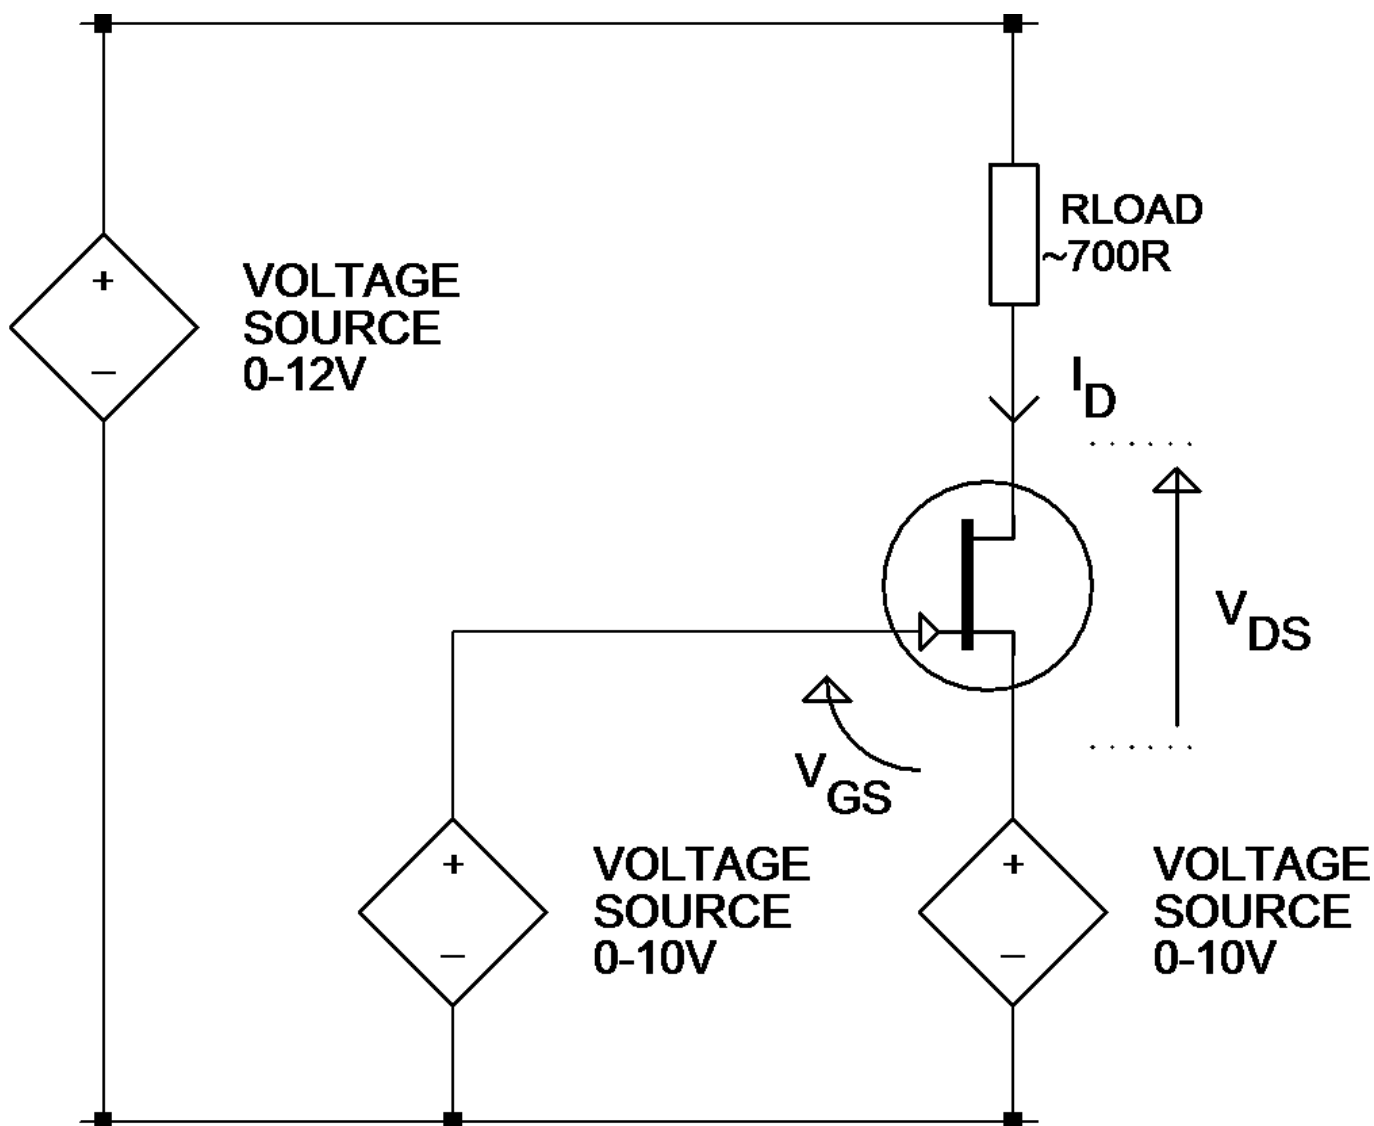 RLOAD
~700R
+
VOLTAGE
SOURCE
0-12V
–
I D
V DS
V GS
+
VOLTAGE
SOURCE
0-10V
–
+
VOLTAGE
SOURCE
0-10V
–